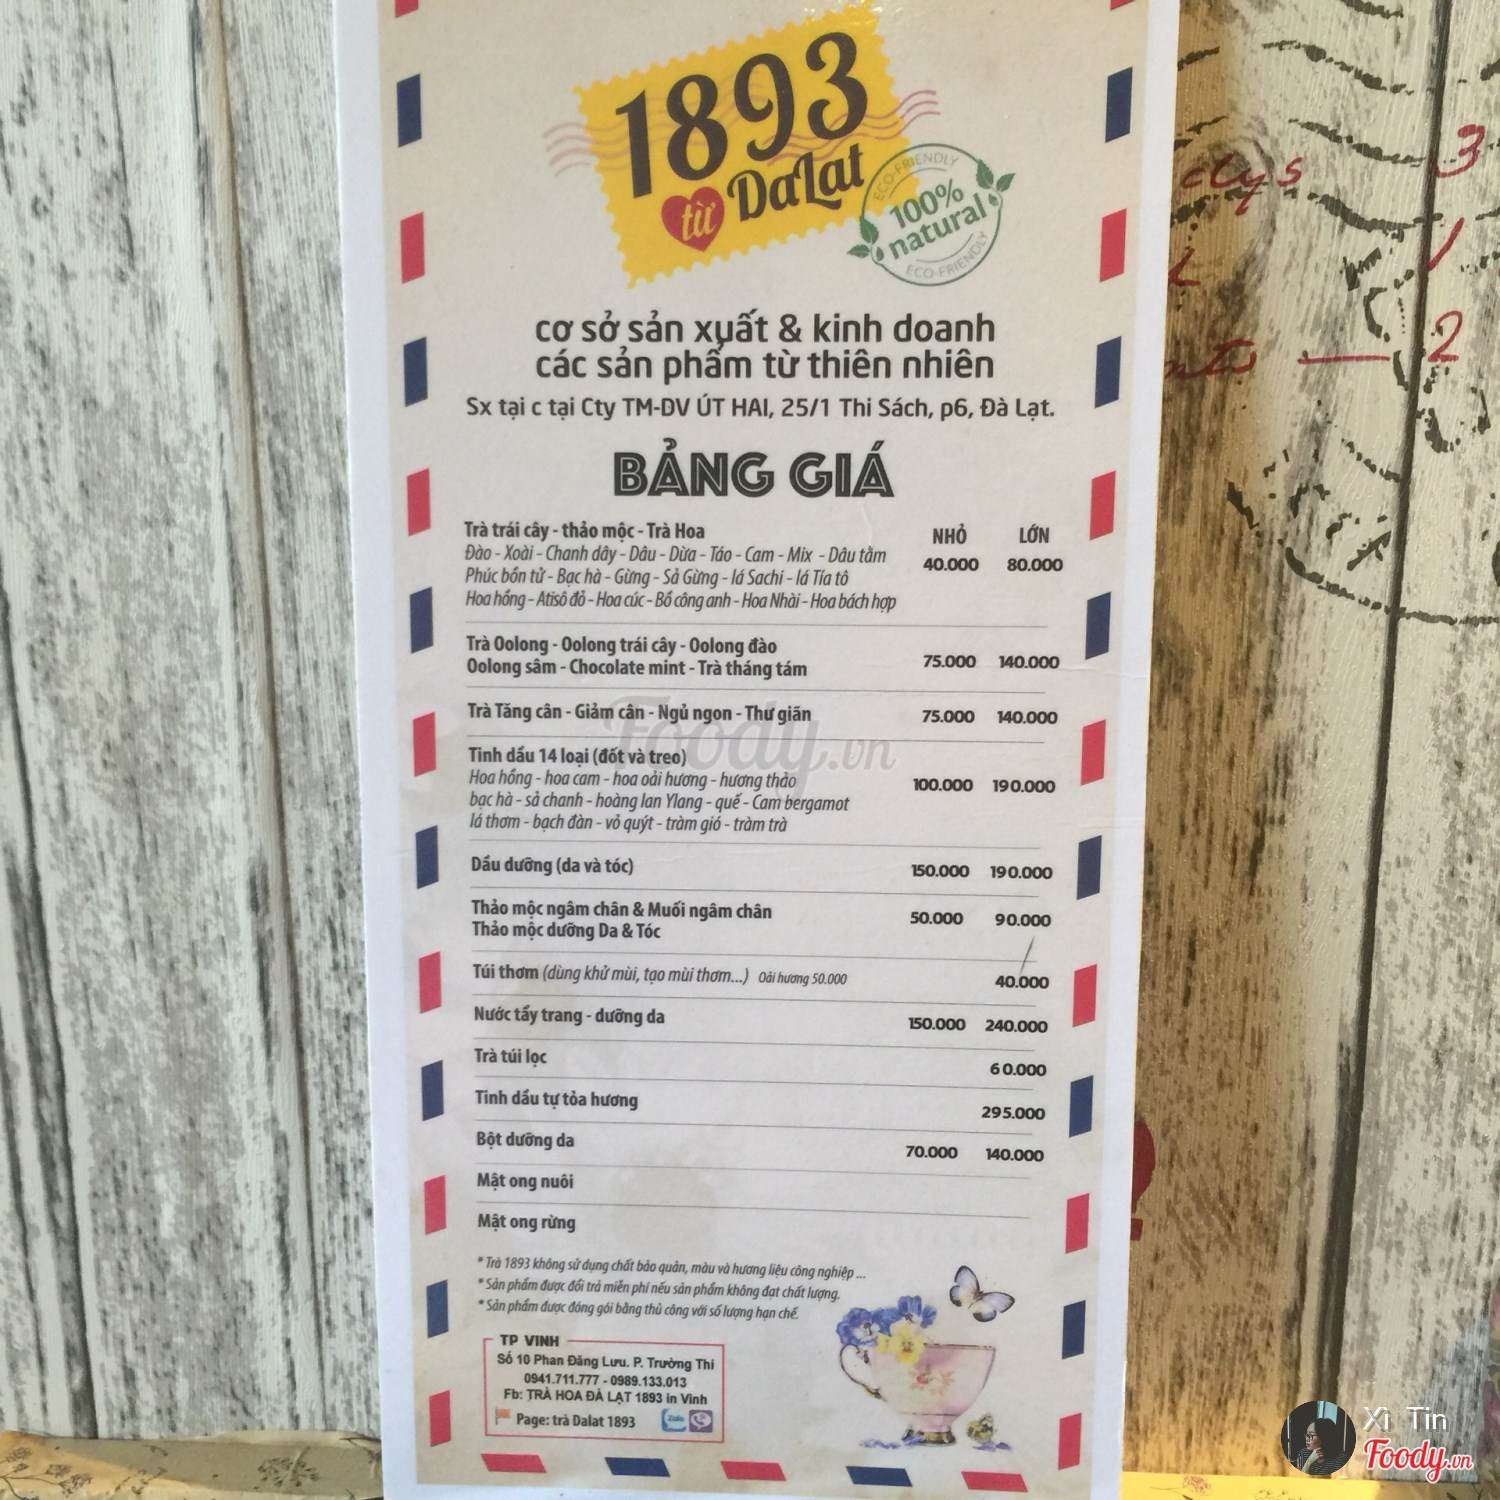 1893
từ DaLat
ECO-FRIENDLY
100%
natural
ECO-FRIENDLY
cơ sở sản xuất & kinh doanh
các sản phẩm từ thiên nhiên
Sx tại c tại Cty TM-DV ÚT HAI, 25/1 Thi Sách, p6, Đà Lạt.
BẢNG GIÁ
Trà trái cây - thảo mộc - Trà Hoa NHỎ LỚN
Đào - Xoài - Chanh dây - Dâu - Dừa - Táo - Cam - Mix - Dâu tằm 40.000 80.000
Phúc bồn tử - Bạc hà - Gừng - Sả Gừng - lá Sachi - lá Tía tô
Hoa hồng - Atisô đỏ - Hoa cúc - Bồ công anh - Hoa Nhài - Hoa bách hợp
Trà Oolong - Oolong trái cây - Oolong đào
Oolong sâm - Chocolate mint - Trà tháng tám 75.000 140.000
Trà Tăng cân - Giảm cân - Ngủ ngon - Thư giãn 75.000 140.000
Foody.vn
Tinh dầu 14 loại (đốt và treo)
Hoa hồng - hoa cam - hoa oải hương - hương thảo 100.000 190.000
bạc hà - sả chanh - hoàng lan Ylang - quế - Cam bergamot
lá thơm - bạch đàn - vỏ quýt - tràm gió - tràm trà
Dầu dưỡng (da và tóc) 150.000 190.000
Thảo mộc ngâm chân & Muối ngâm chân 50.000 90.000
Thảo mộc dưỡng Da & Tóc
Túi thơm (dùng khử mùi, tạo mùi thơm...) Oải hương 50.000 40.000
Nước tẩy trang - dưỡng da 150.000 240.000
Trà túi lọc 60.000
Tinh dầu tự tỏa hương 295.000
Bột dưỡng da 70.000 140.000
Mật ong nuôi
Mật ong rừng
* Trà 1893 không sử dụng chất bảo quản, màu và hương liệu công nghiệp ...
* Sản phẩm được đổi trả miễn phí nếu sản phẩm không đạt chất lượng.
* Sản phẩm được đóng gói bằng thủ công với số lượng hạn chế.
TP VINH
Số 10 Phan Đăng Lưu. P. Trường Thi
0941.711.777 - 0989.133.013
Fb: TRÀ HOA ĐÀ LẠT 1893 in Vinh
Page: trà Dalat 1893 Zalo
3
1
2
Xì Tin
Foody.vn